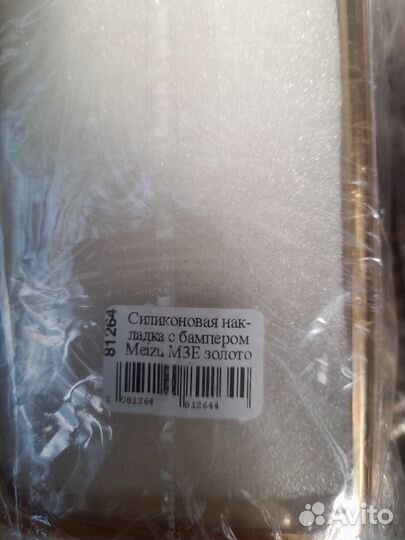 81264
Силиконовая нак-
ладка с бампером
Meizu M3E золото
2 081264 812644
Avito